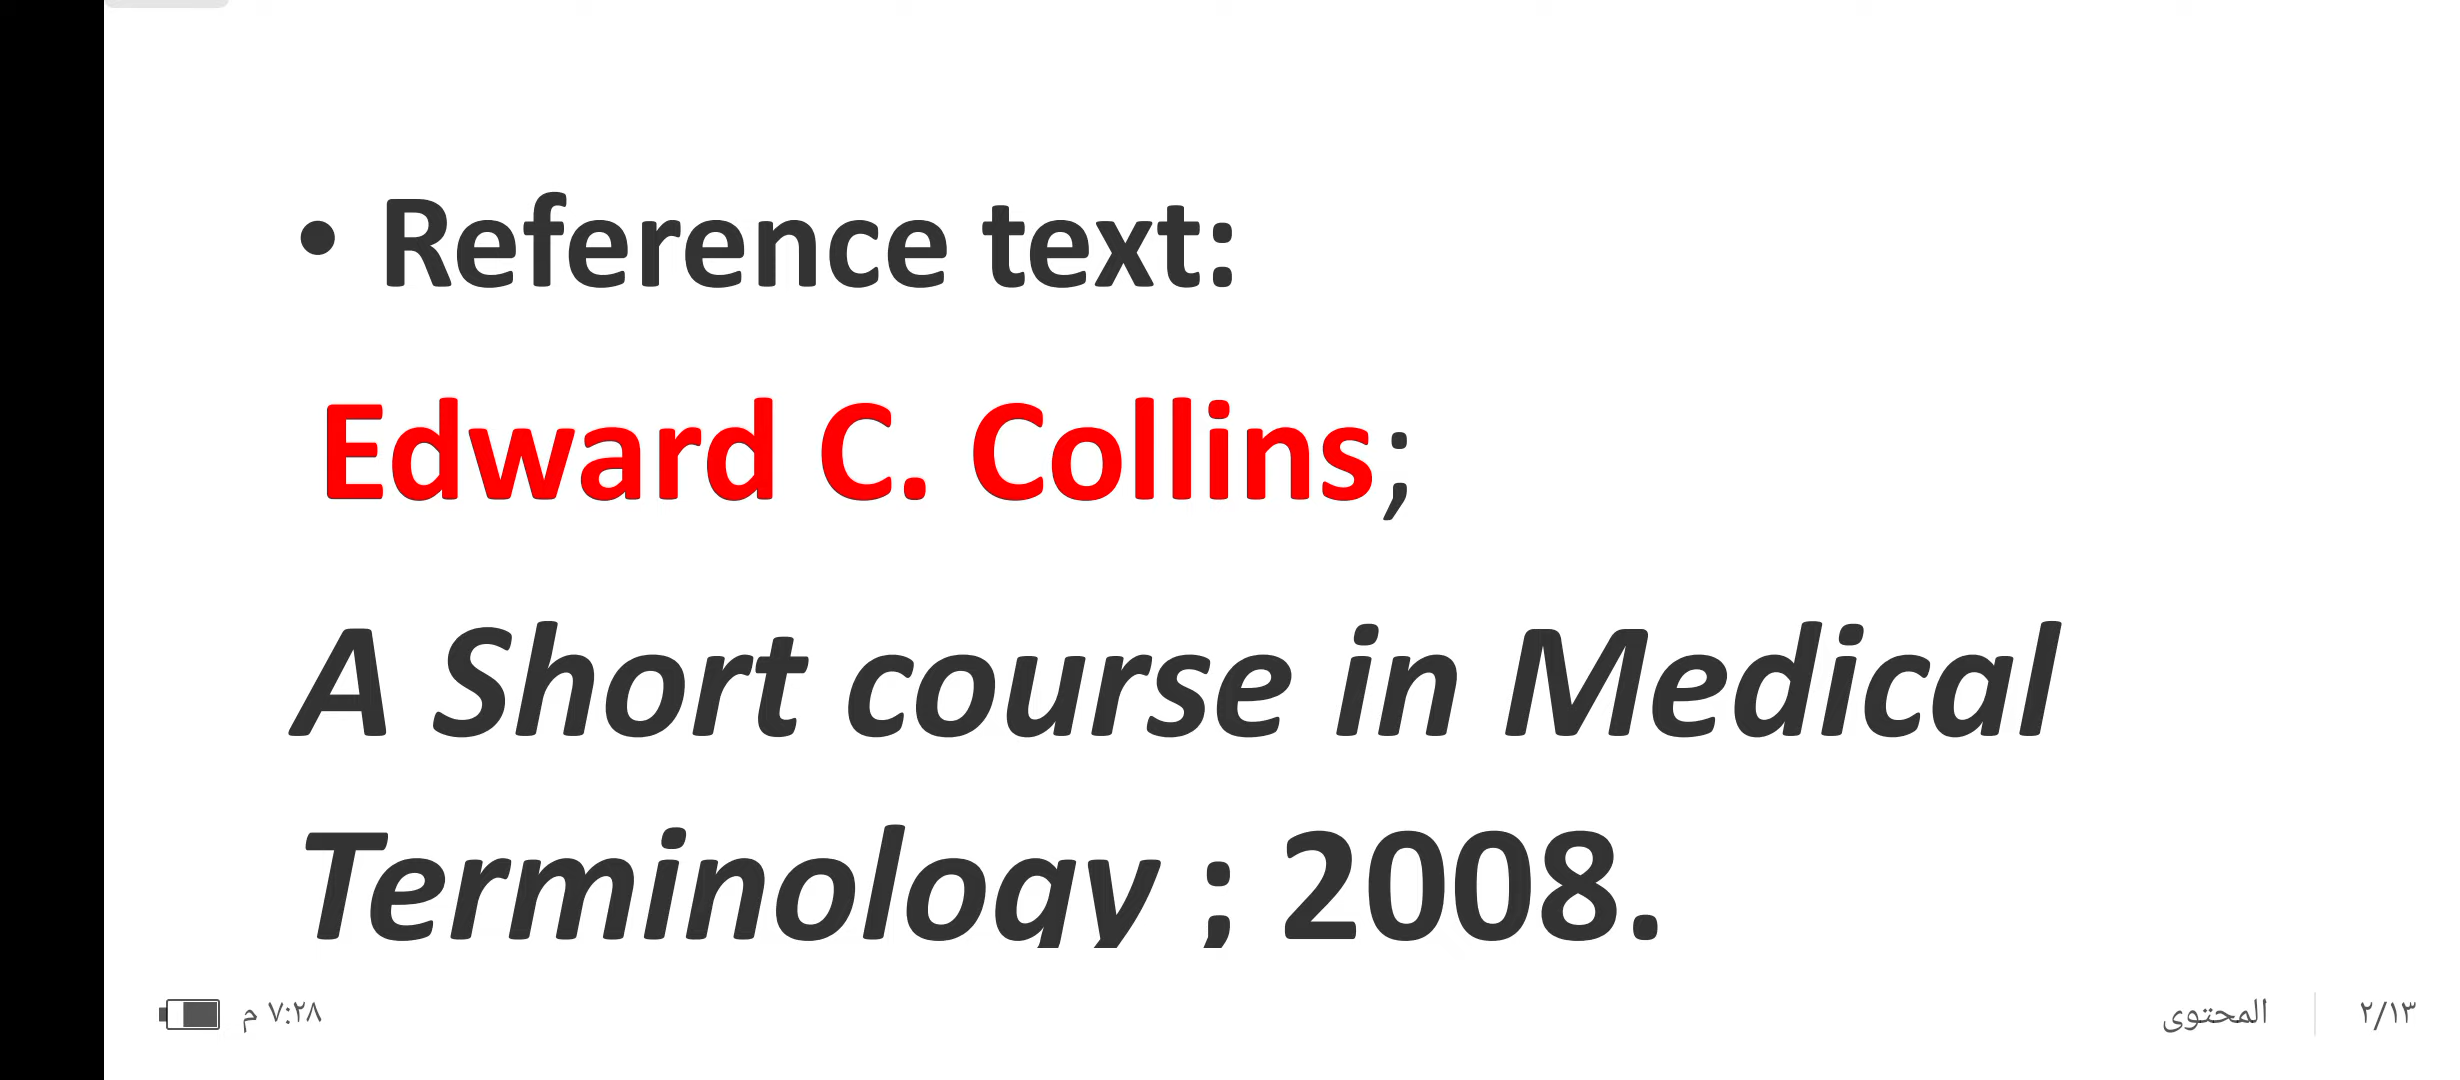 • Reference text:
Edward C. Collins;
A Short course in Medical
Terminology ; 2008.
٧:٢٨ م
المحتوى
٢/١٣